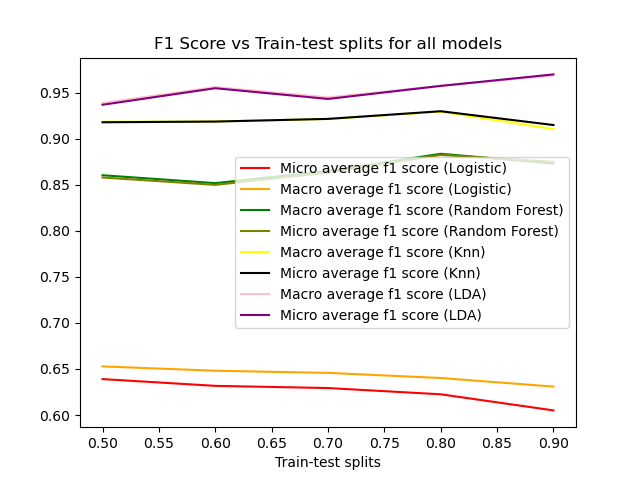 F1 Score vs Train-test splits for all models
0.95
0.90
0.85
0.80
0.75
0.70
0.65
0.60
Micro average f1 score (Logistic)
Macro average f1 score (Logistic)
Macro average f1 score (Random Forest)
Micro average f1 score (Random Forest)
Macro average f1 score (Knn)
Micro average f1 score (Knn)
Macro average f1 score (LDA)
Micro average f1 score (LDA)
0.50 0.55 0.60 0.65 0.70 0.75 0.80 0.85 0.90
Train-test splits